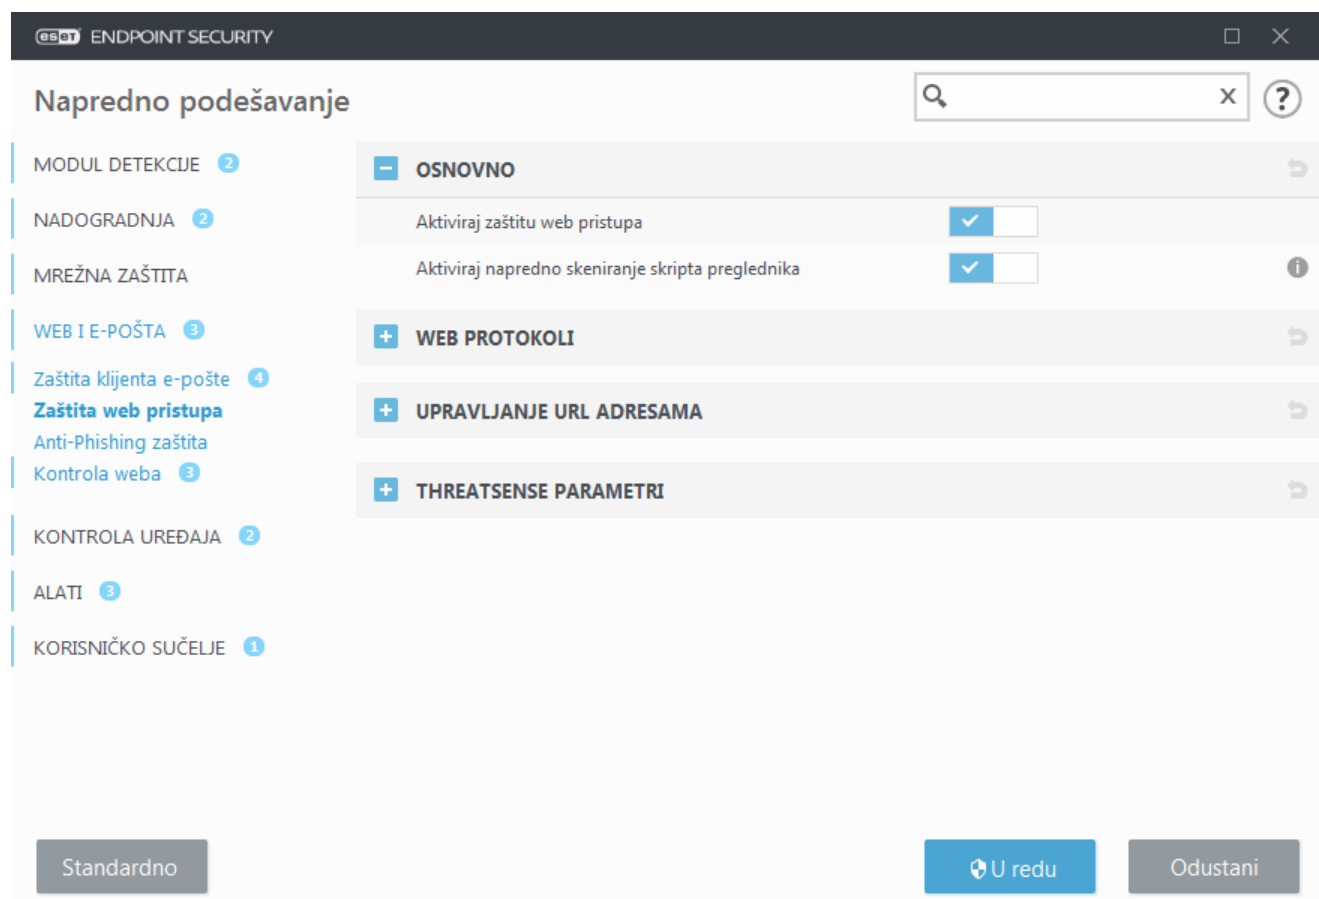 eset ENDPOINT SECURITY
Napredno podešavanje
X
?
MODUL DETEKCIJE 2
NADOGRADNJA 2
MREŽNA ZAŠTITA
WEB I E-POŠTA 3
Zaštita klijenta e-pošte 4
Zaštita web pristupa
Anti-Phishing zaštita
Kontrola weba 3
KONTROLA UREĐAJA 2
ALATI 3
KORISNIČKO SUČELJE 1
OSNOVNO
Aktiviraj zaštitu web pristupa
Aktiviraj napredno skeniranje skripta preglednika
WEB PROTOKOLI
UPRAVLJANJE URL ADRESAMA
THREATSENSE PARAMETRI
Standardno
U redu
Odustani